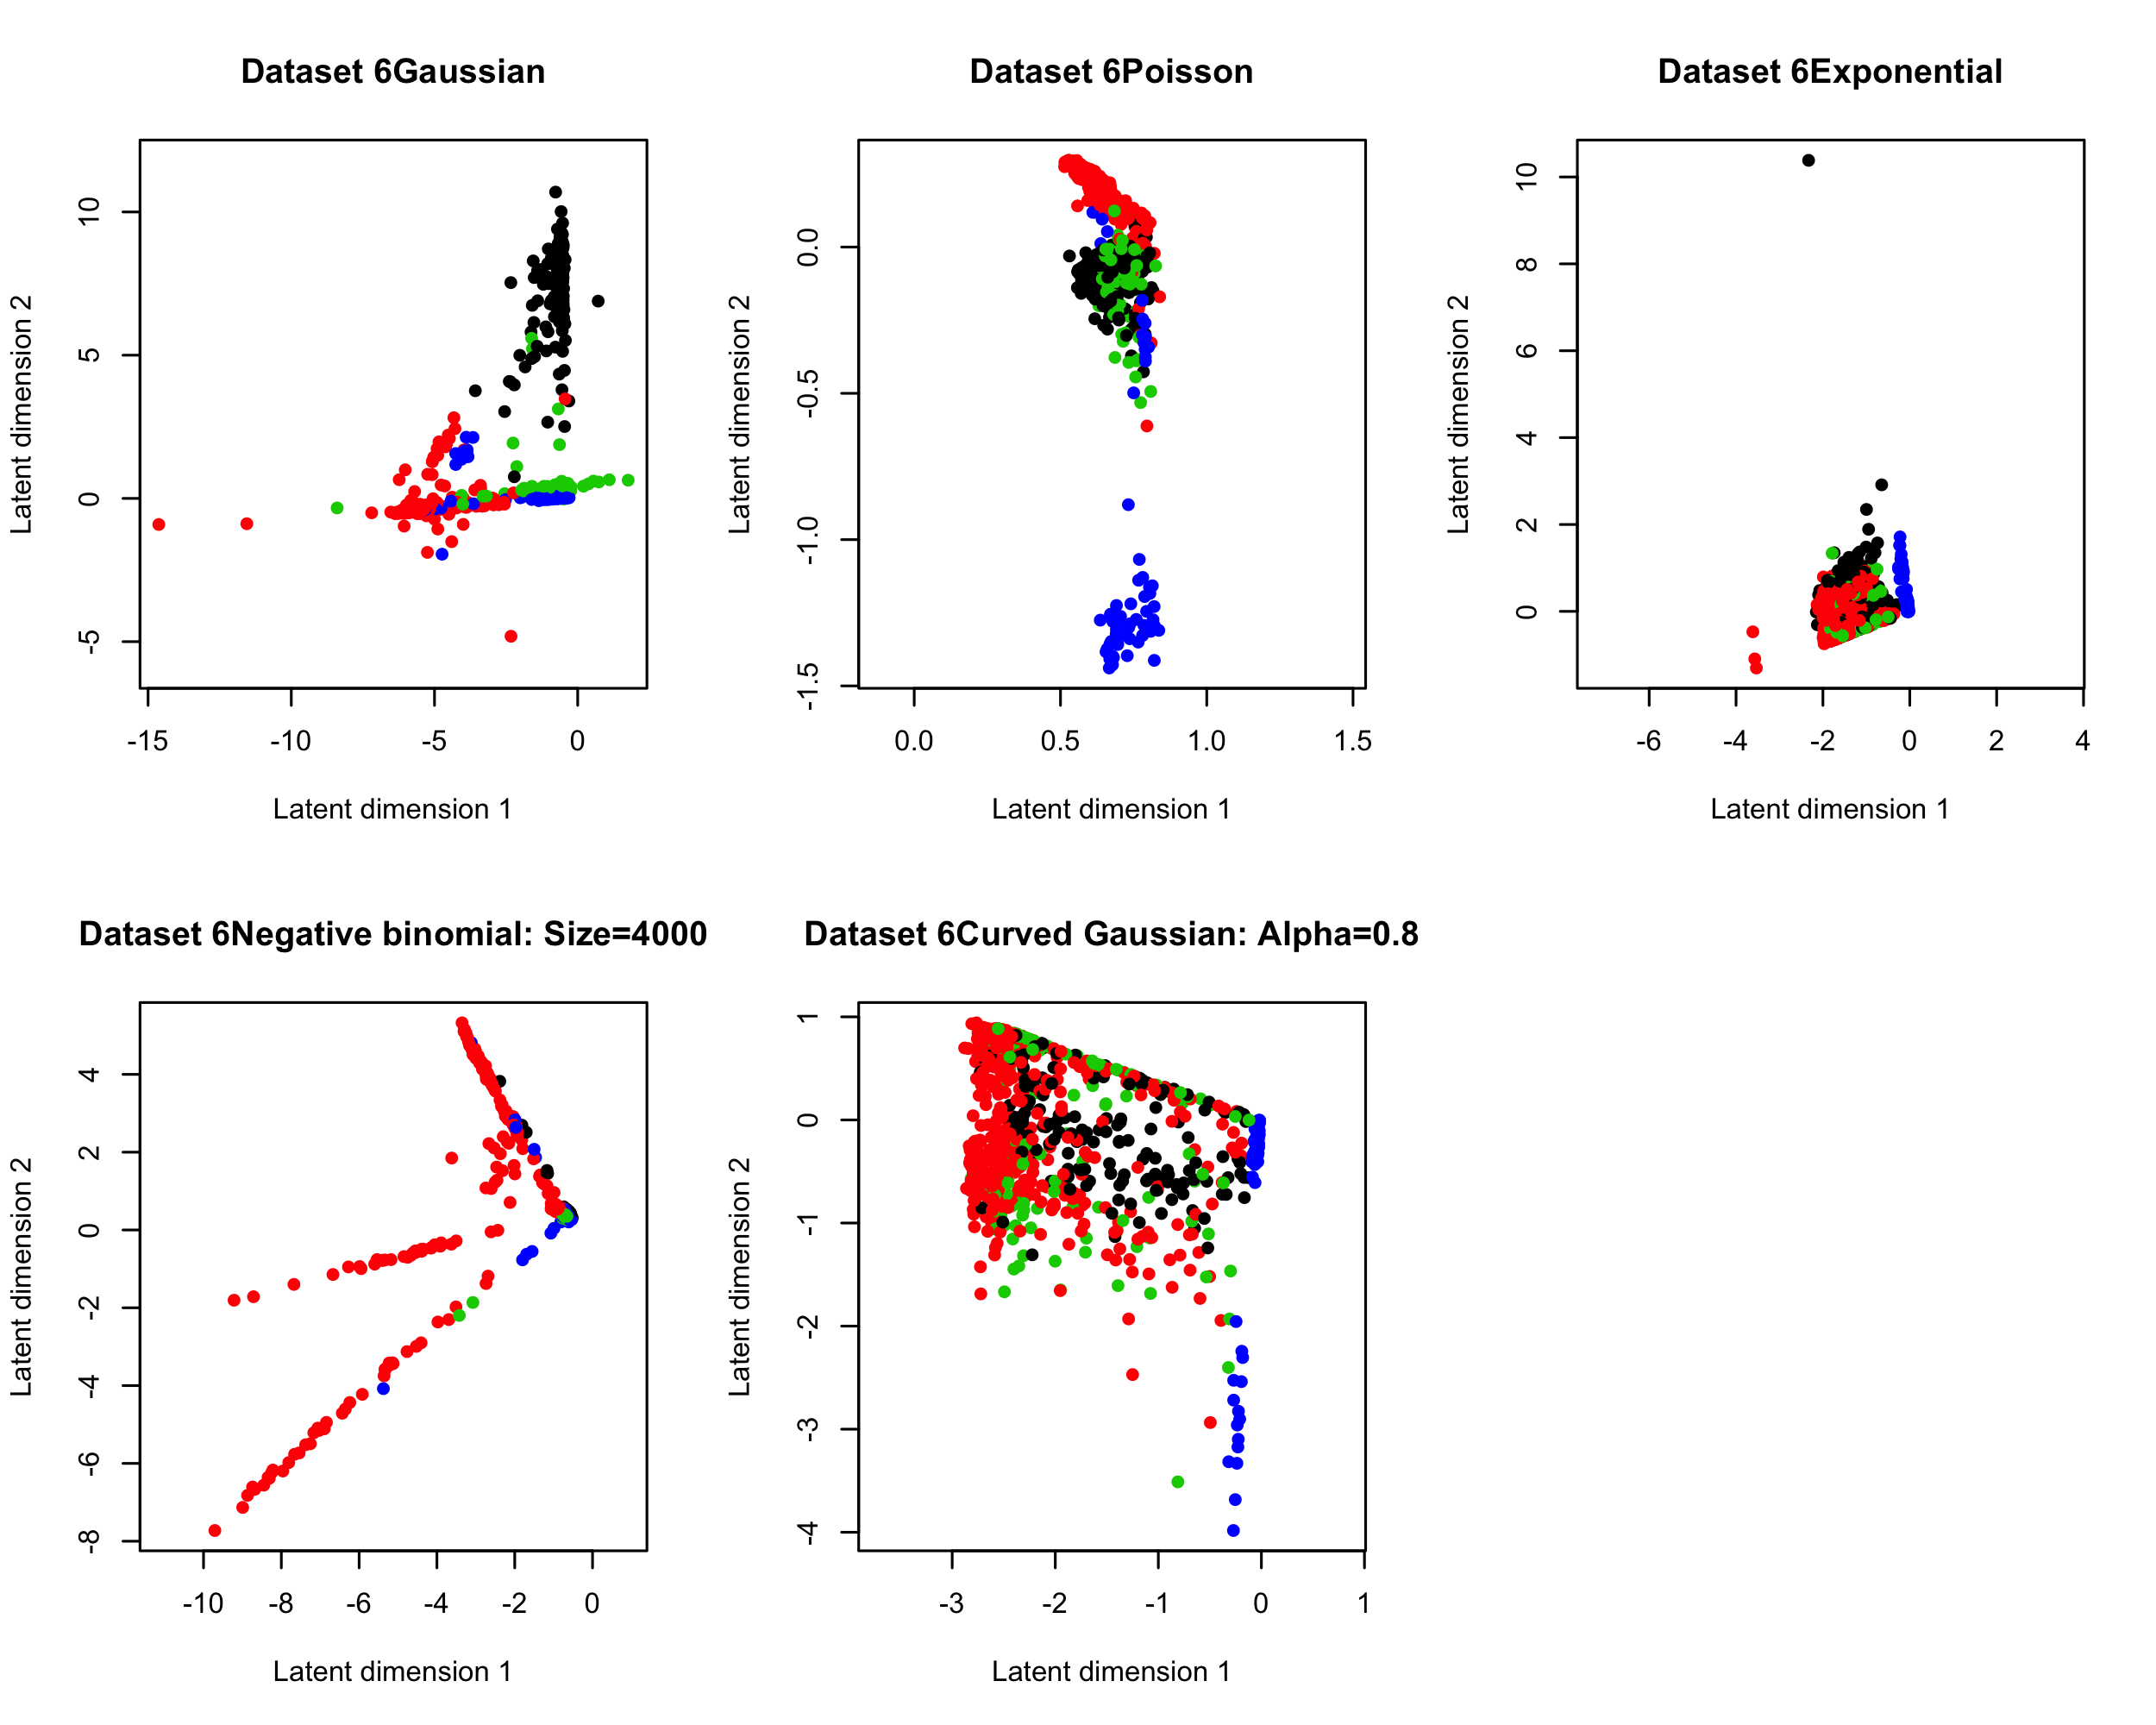 Dataset 6Gaussian
Latent dimension 2
10
5
0
-5
-15 -10 -5 0
Latent dimension 1
Dataset 6Poisson
Latent dimension 2
0.0
-0.5
-1.0
-1.5
0.0 0.5 1.0 1.5
Latent dimension 1
Dataset 6Exponential
Latent dimension 2
10
8
6
4
2
0
-6 -4 -2 0 2 4
Latent dimension 1
Dataset 6Negative binomial: Size=4000
Latent dimension 2
4
2
0
-2
-4
-6
-8
-10 -8 -6 -4 -2 0
Latent dimension 1
Dataset 6Curved Gaussian: Alpha=0.8
Latent dimension 2
1
0
-1
-2
-3
-4
-3 -2 -1 0 1
Latent dimension 1